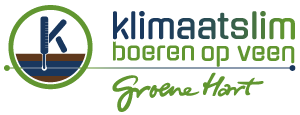 K
klimaatslim
boeren op veen
Groene Hart